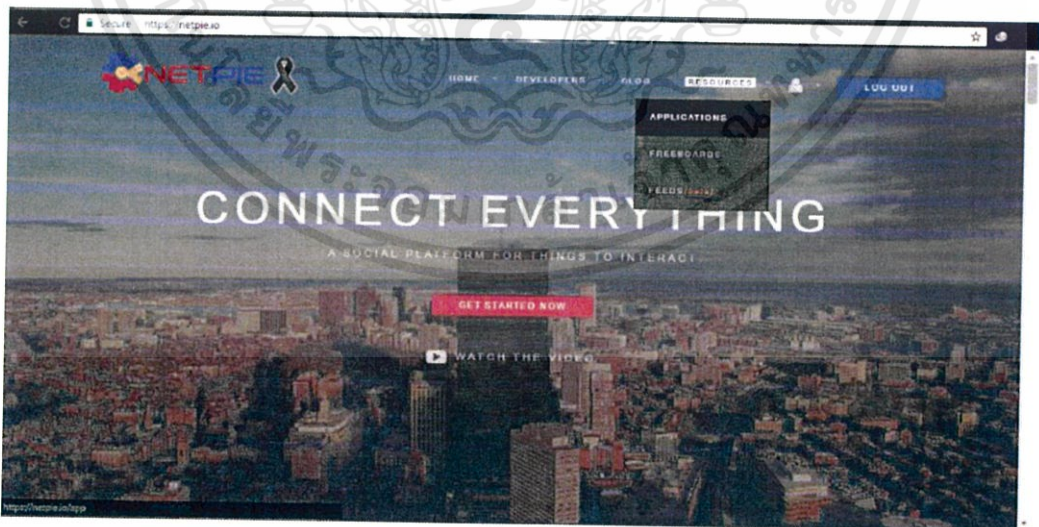 Secure https://netpie.io
NETPIE
HOME DEVELOPERS BLOG RESOURCES LOG OUT
APPLICATIONS
FREEBOARDS
FEEDS
CONNECT EVERYTHING
A SOCIAL PLATFORM FOR THINGS TO INTERACT
GET STARTED NOW
WATCH THE VIDEO
https://netpie.io/app